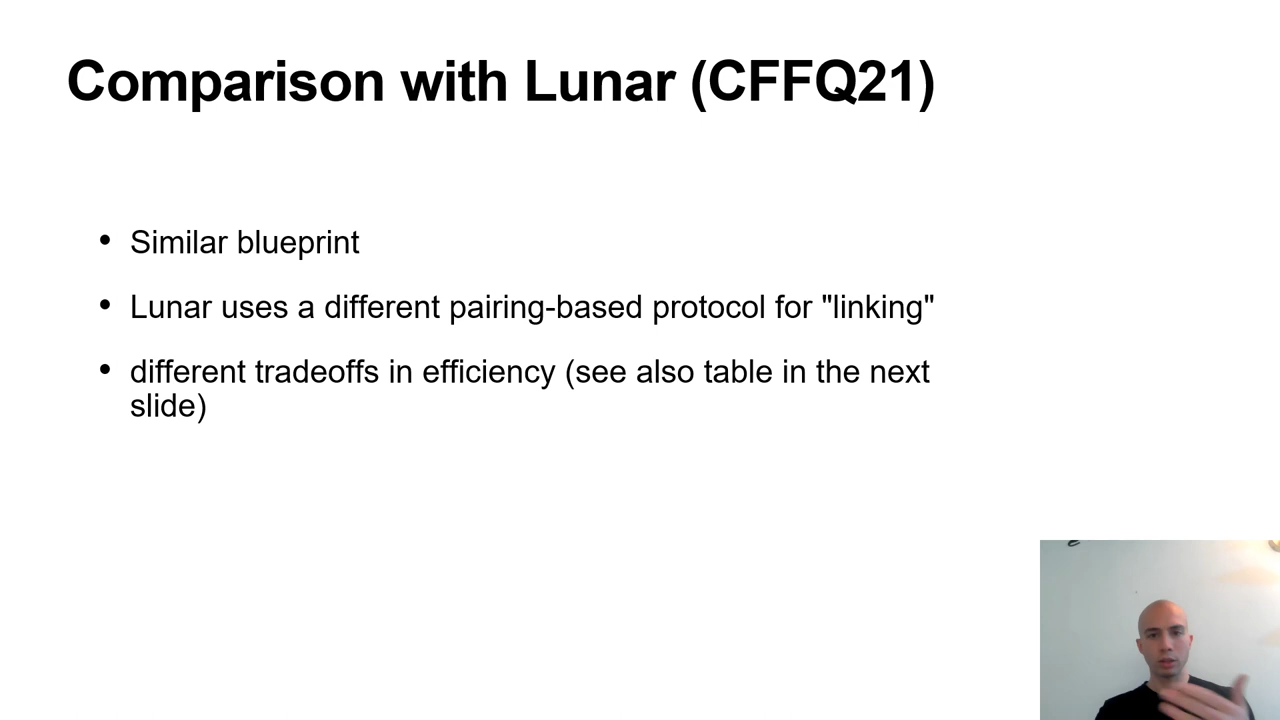 Comparison with Lunar (CFFQ21)
• Similar blueprint
• Lunar uses a different pairing-based protocol for "linking"
• different tradeoffs in efficiency (see also table in the next
slide)